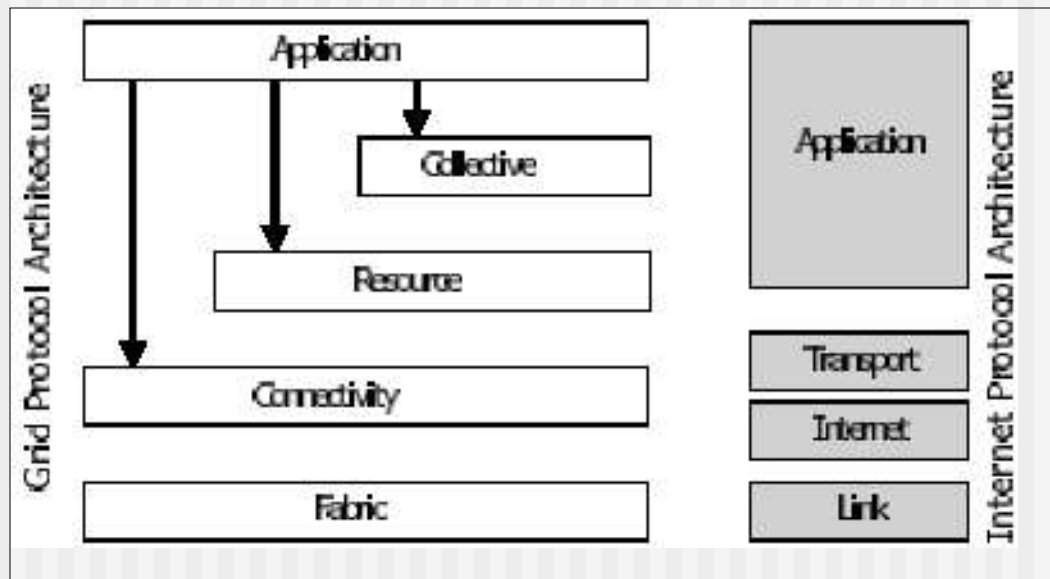 Grid Protocol Architecture
Application
Collective
Resource
Connectivity
Fabric
Application
Transport
Internet
Link
Internet Protocol Architecture